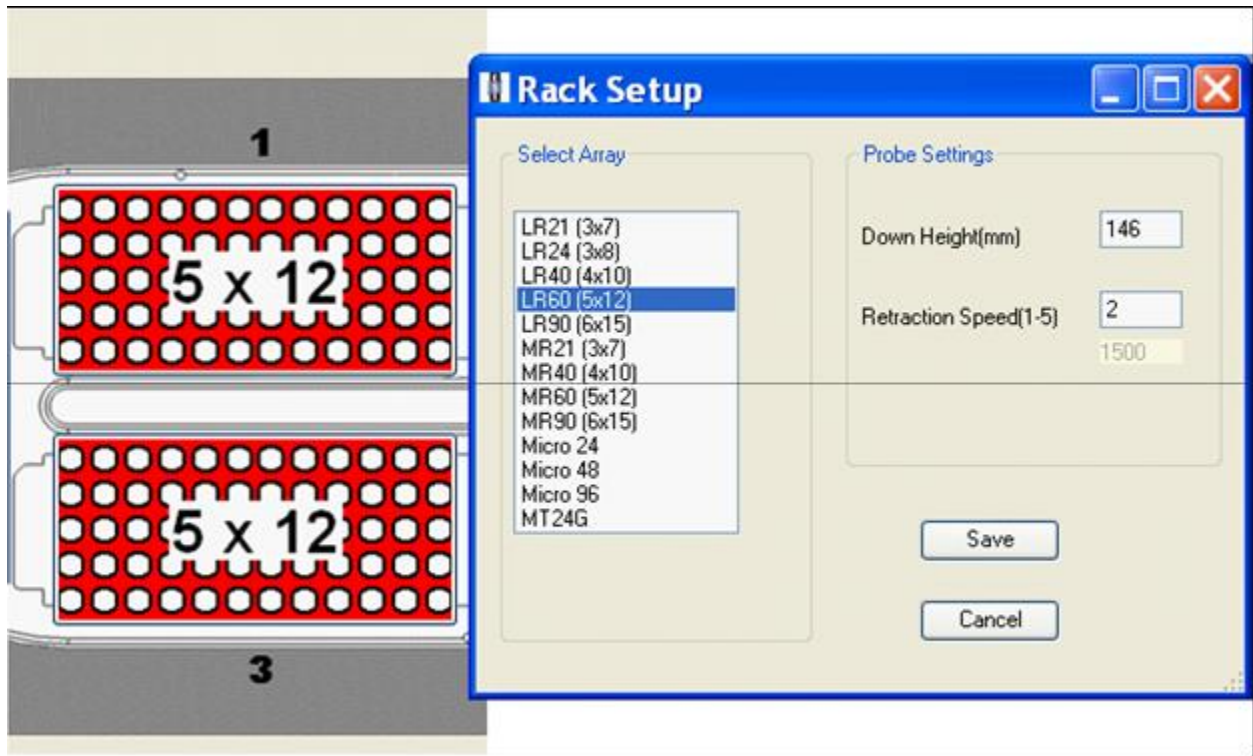 1
5 x 12
5 x 12
3
Rack Setup
Select Array
LR21 (3x7)
LR24 (3x8)
LR40 (4x10)
LR60 (5x12)
LR90 (6x15)
MR21 (3x7)
MR40 (4x10)
MR60 (5x12)
MR90 (6x15)
Micro 24
Micro 48
Micro 96
MT24G
Probe Settings
Down Height(mm) 146
Retraction Speed(1-5) 2
1500
Save
Cancel